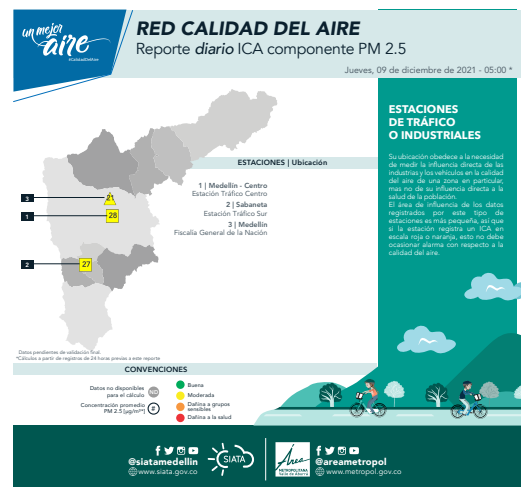 un mejor
aire
#CalidadDelAire
RED CALIDAD DEL AIRE
Reporte diario ICA componente PM 2.5
Jueves, 09 de diciembre de 2021 - 05:00 *
ESTACIONES
DE TRÁFICO
O INDUSTRIALES
Su ubicación obedece a la necesidad
de medir la influencia directa de las
industrias y los vehículos en la calidad
del aire de una zona en particular,
mas no de su influencia directa a la
salud de la población.
El área de influencia de los datos
registrados por este tipo de
estaciones es más pequeña, así que
si la estación registra un ICA en
escala roja o naranja, esto no debe
ocasionar alarma con respecto a la
calidad del aire.
ESTACIONES | Ubicación
1 | Medellín - Centro
Estación Tráfico Centro
2 | Sabaneta
Estación Tráfico Sur
3 | Medellín
Fiscalía General de la Nación
3
21
1
28
2
27
Datos pendientes de validación final.
*Cálculos a partir de registros de 24 horas previas a este reporte
CONVENCIONES
Datos no disponibles
para el cálculo
Concentración promedio
PM 2.5 [µg/m³]
#
Buena
Moderada
Dañina a grupos
sensibles
Dañina a la salud
@siatamedellin
www.siata.gov.co
SIATA
Área
METROPOLITANA
Valle de Aburrá
@areametropol
www.metropol.gov.co